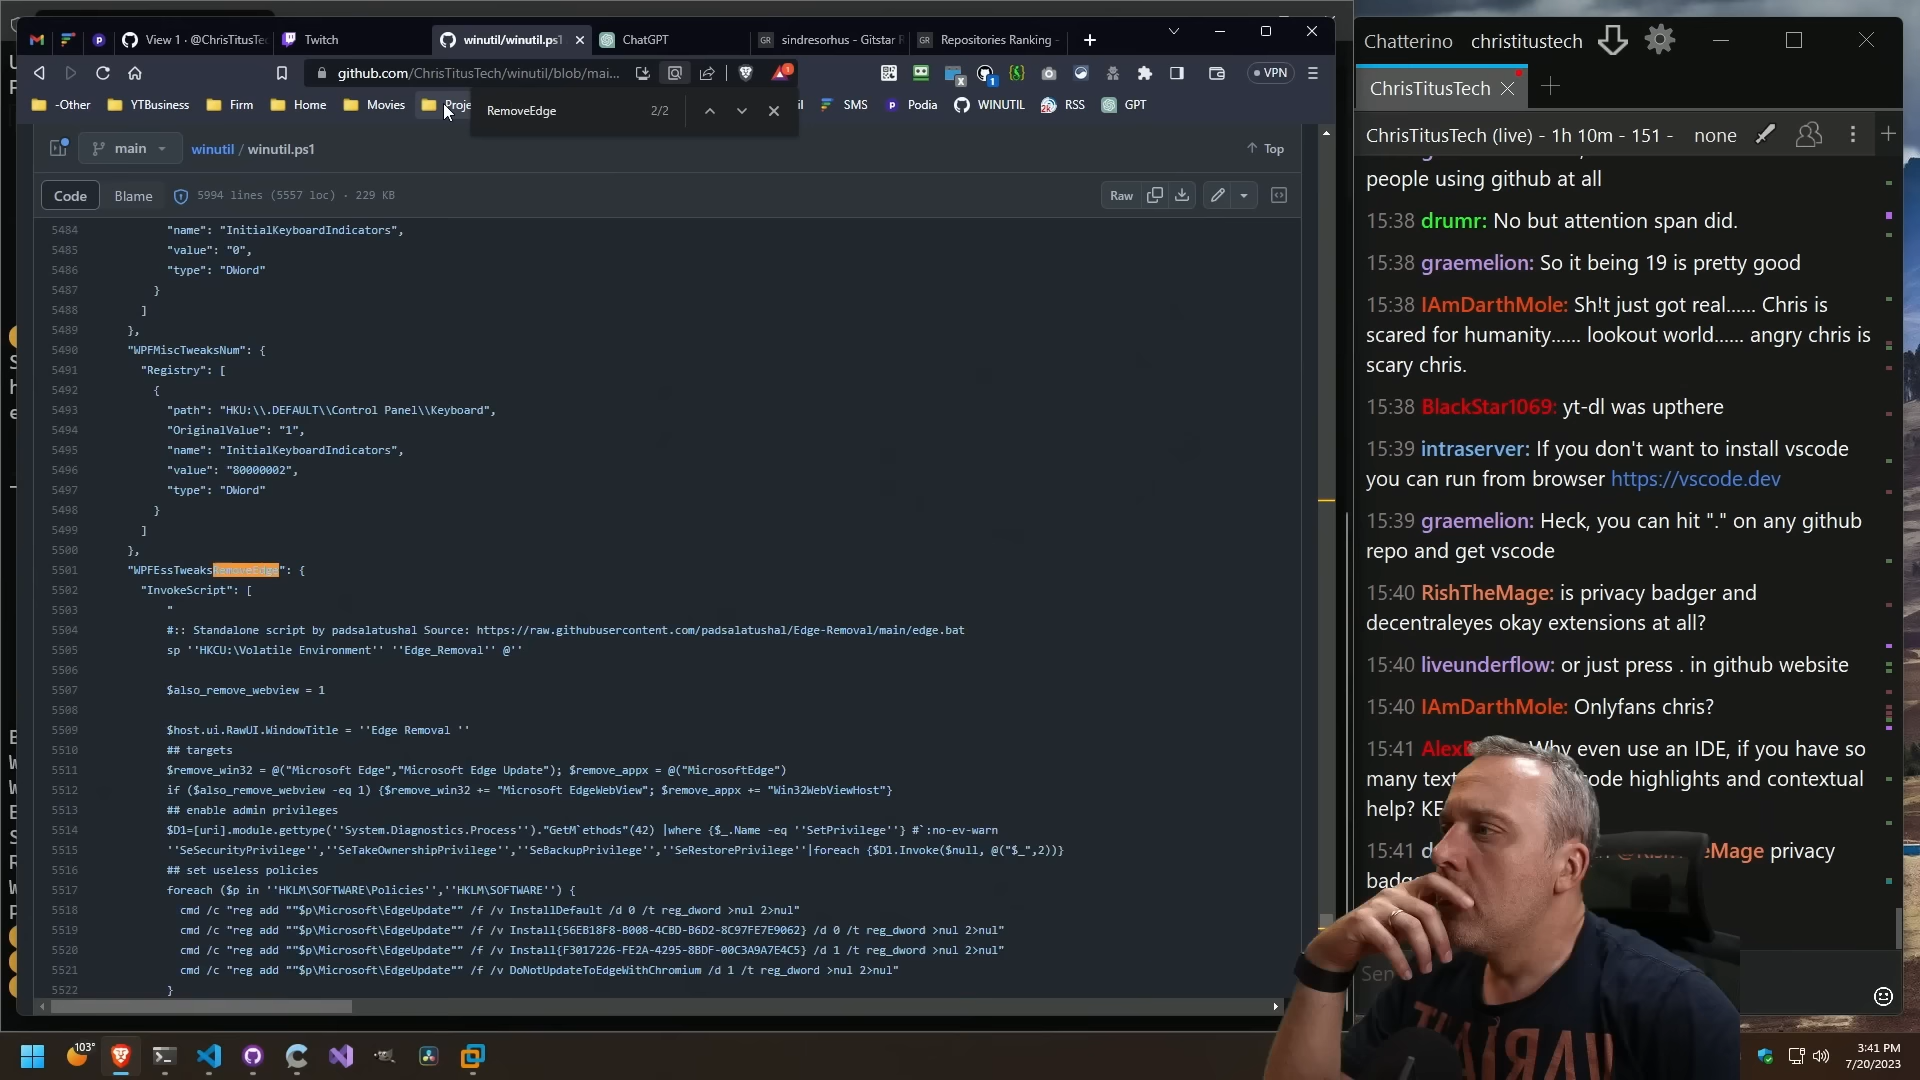 View 1 · @ChrisTitusTec
Twitch
winutil/winutil.ps1
ChatGPT
sindresorhus - Gitstar R
Repositories Ranking -
github.com/ChrisTitusTech/winutil/blob/mai...
VPN
-Other
YTBusiness
Firm
Home
Movies
Proje
SMS
Podia
WINUTIL
RSS
GPT
RemoveEdge
2/2
main
winutil / winutil.ps1
Top
Code
Blame
5994 lines (5557 loc) · 229 KB
Raw
5484 "name": "InitialKeyboardIndicators",
5485 "value": "0",
5486 "type": "DWord"
5487 }
5488 ]
5489 },
5490 "WPFMiscTweaksNum": {
5491 "Registry": [
5492 {
5493 "path": "HKU:\\.DEFAULT\\Control Panel\\Keyboard",
5494 "OriginalValue": "1",
5495 "name": "InitialKeyboardIndicators",
5496 "value": "80000002",
5497 "type": "DWord"
5498 }
5499 ]
5500 },
5501 "WPFEssTweaksRemoveEdge": {
5502 "InvokeScript": [
5503 "
5504 #:: Standalone script by padsalatushal Source: https://raw.githubusercontent.com/padsalatushal/Edge-Removal/main/edge.bat
5505 sp ''HKCU:\Volatile Environment'' ''Edge_Removal'' @''
5506
5507 $also_remove_webview = 1
5508
5509 $host.ui.RawUI.WindowTitle = ''Edge Removal ''
5510 ## targets
5511 $remove_win32 = @("Microsoft Edge","Microsoft Edge Update"); $remove_appx = @("MicrosoftEdge")
5512 if ($also_remove_webview -eq 1) {$remove_win32 += "Microsoft EdgeWebView"; $remove_appx += "Win32WebViewHost"}
5513 ## enable admin privileges
5514 $D1=[uri].module.gettype(''System.Diagnostics.Process'')."GetM`ethods"(42) |where {$_.Name -eq ''SetPrivilege''} #`:no-ev-warn
5515 ''SeSecurityPrivilege'',''SeTakeOwnershipPrivilege'',''SeBackupPrivilege'',''SeRestorePrivilege''|foreach {$D1.Invoke($null, @("$_",2))}
5516 ## set useless policies
5517 foreach ($p in ''HKLM\SOFTWARE\Policies'',''HKLM\SOFTWARE'') {
5518 cmd /c "reg add ""$p\Microsoft\EdgeUpdate"" /f /v InstallDefault /d 0 /t reg_dword >nul 2>nul"
5519 cmd /c "reg add ""$p\Microsoft\EdgeUpdate"" /f /v Install{56EB18F8-B008-4CBD-B6D2-8C97FE7E9062} /d 0 /t reg_dword >nul 2>nul"
5520 cmd /c "reg add ""$p\Microsoft\EdgeUpdate"" /f /v Install{F3017226-FE2A-4295-8BDF-00C3A9A7E4C5} /d 1 /t reg_dword >nul 2>nul"
5521 cmd /c "reg add ""$p\Microsoft\EdgeUpdate"" /f /v DoNotUpdateToEdgeWithChromium /d 1 /t reg_dword >nul 2>nul"
5522 }
Chatterino
christitustech
ChrisTitusTech
ChrisTitusTech (live) - 1h 10m - 151 -
none
people using github at all
15:38 drumr: No but attention span did.
15:38 graemelion: So it being 19 is pretty good
15:38 IAmDarthMole: Sh!t just got real...... Chris is
scared for humanity...... lookout world...... angry chris is
scary chris.
15:38 BlackStar1069: yt-dl was upthere
15:39 intraserver: If you don't want to install vscode
you can run from browser https://vscode.dev
15:39 graemelion: Heck, you can hit "." on any github
repo and get vscode
15:40 RishTheMage: is privacy badger and
decentraleyes okay extensions at all?
15:40 liveunderflow: or just press . in github website
15:40 IAmDarthMole: Onlyfans chris?
15:41 Why even use an IDE, if you have so
many code highlights and contextual
help?
15:41 privacy
103°
3:41 PM
7/20/2023